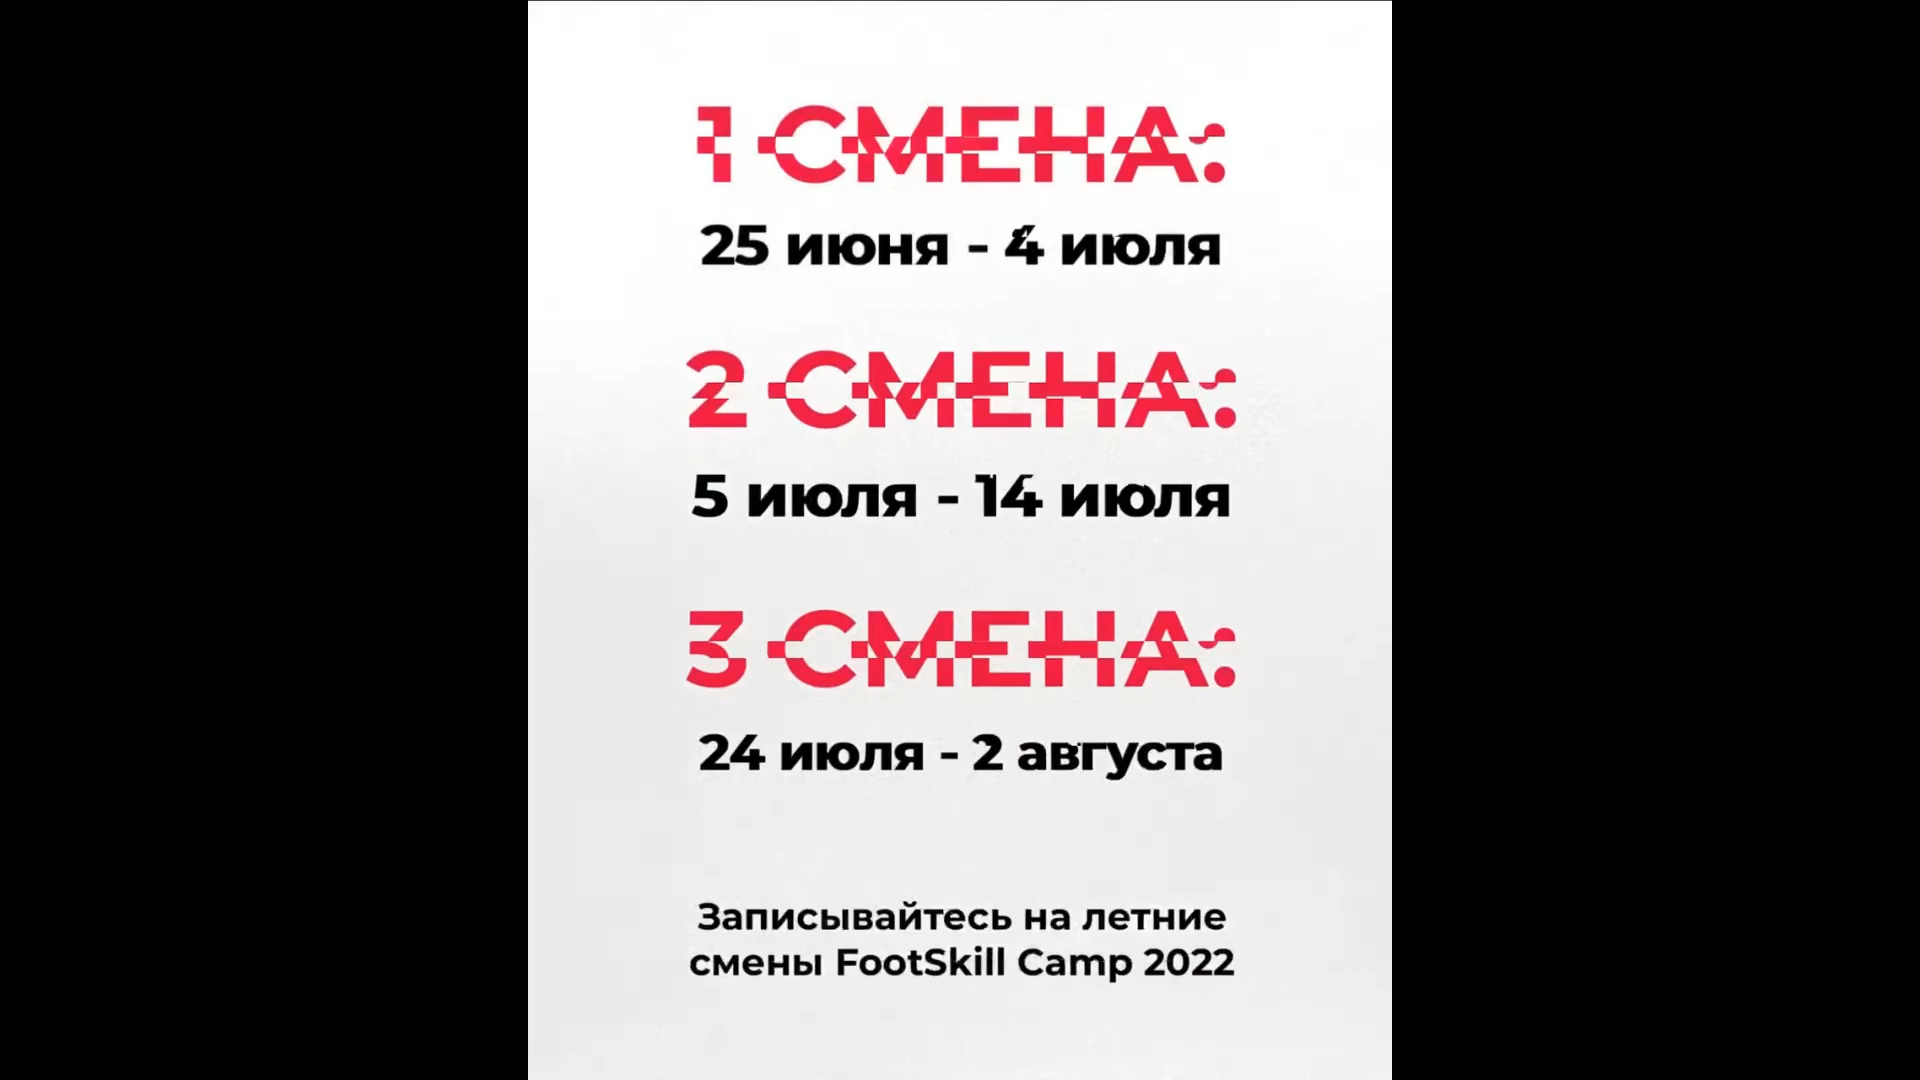 1 СМЕНА:
25 июня - 4 июля
2 СМЕНА:
5 июля - 14 июля
3 СМЕНА:
24 июля - 2 августа
Записывайтесь на летние
смены FootSkill Camp 2022